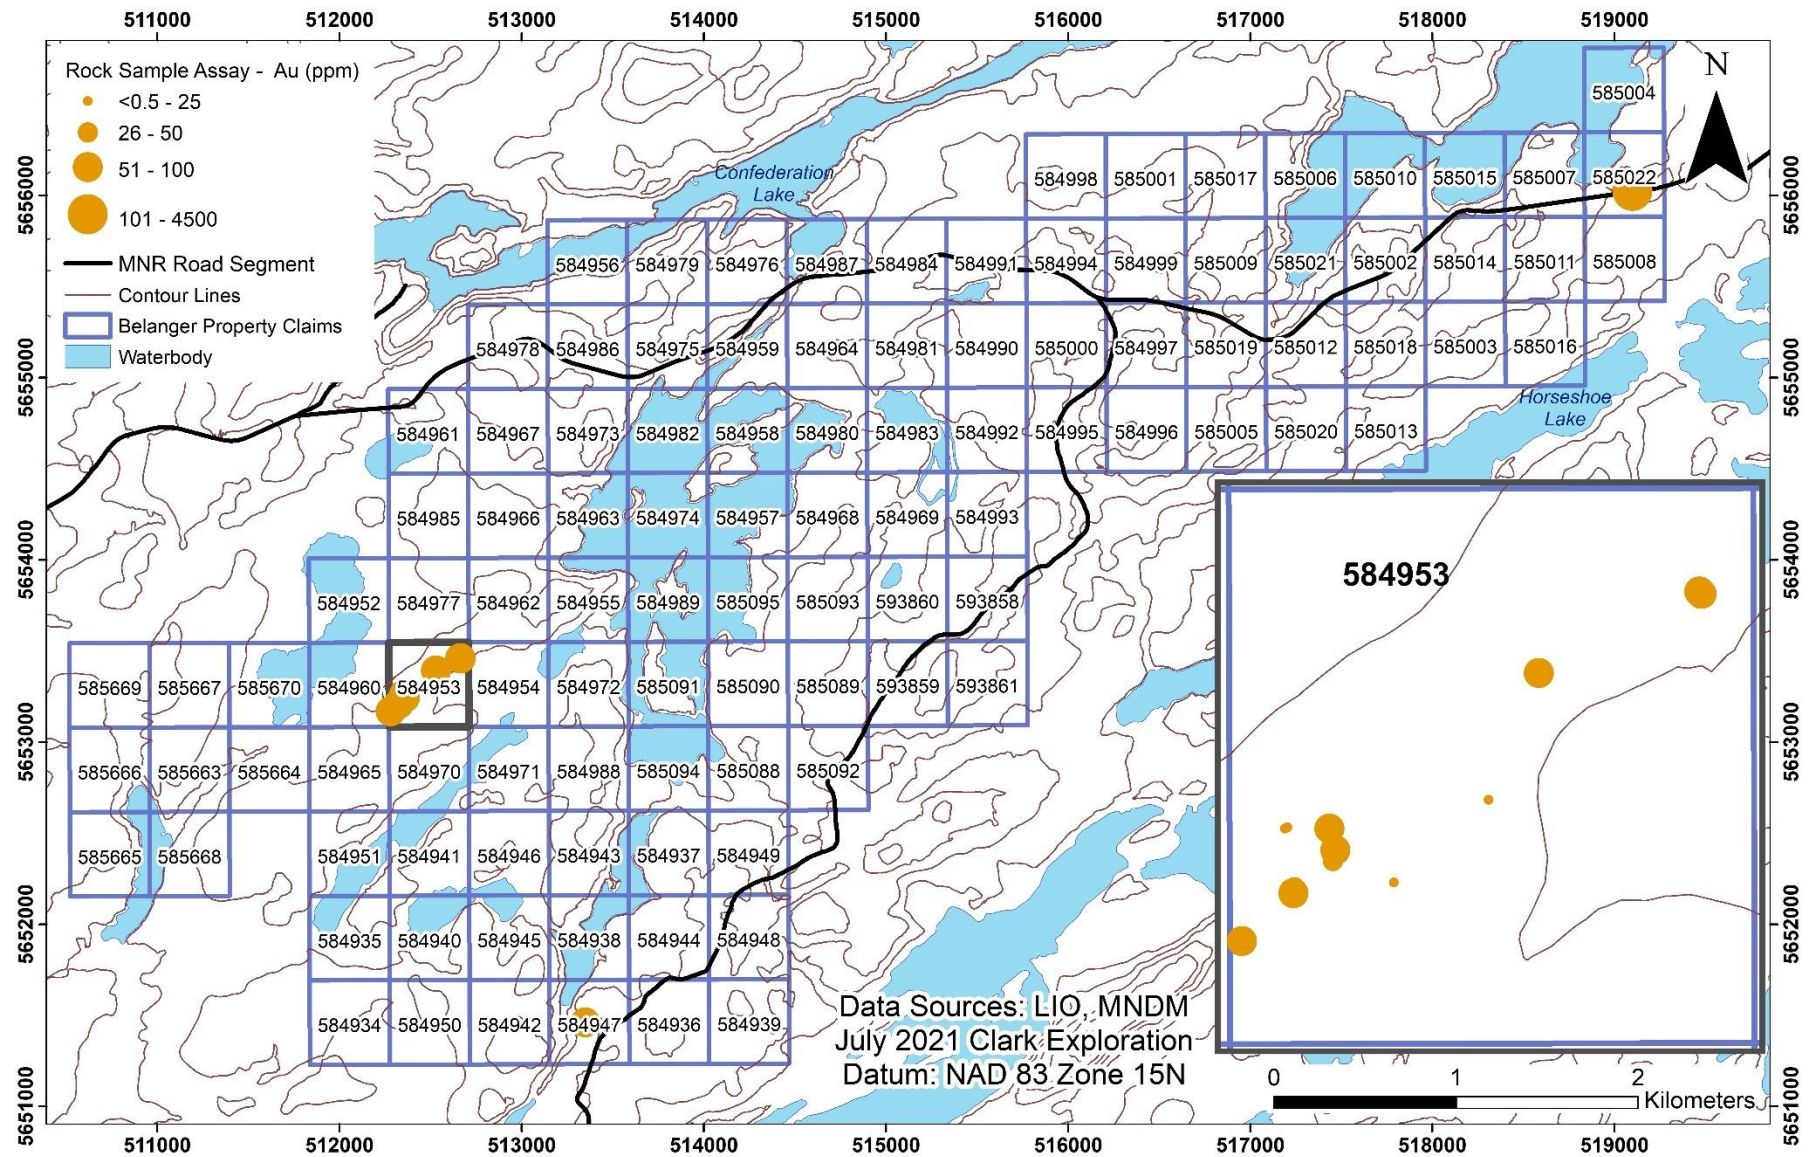 511000 512000 513000 514000 515000 516000 517000 518000 519000
Rock Sample Assay - Au (ppm)
<0.5 - 25
26 - 50
51 - 100
101 - 4500
MNR Road Segment
Contour Lines
Belanger Property Claims
Waterbody
N
Confederation
Lake
Horseshoe
Lake
5656000
5655000
5654000
5653000
5652000
5651000
585004
584998 585001 585017 585006 585010 585015 585007 585022
584956 584979 584976 584987 584984 584991 584994 584999 585009 585021 585002 585014 585011 585008
584978 584986 584975 584959 584964 584981 584990 585000 584997 585019 585012 585018 585003 585016
584961 584967 584973 584982 584958 584980 584983 584992 584995 584996 585005 585020 585013
584985 584966 584963 584974 584957 584968 584969 584993
584952 584977 584962 584955 584989 585095 585093 593860 593858
585669 585667 585670 584960 584953 584954 584972 585091 585090 585089 593859 593861
585666 585663 585664 584965 584970 584971 584988 585094 585088 585092
585665 585668 584951 584941 584946 584943 584937 584949
584935 584940 584945 584938 584944 584948
584934 584950 584942 584947 584936 584939
584953
Data Sources: LIO, MNDM
July 2021 Clark Exploration
Datum: NAD 83 Zone 15N
0 1 2
Kilometers
5656000
5655000
5654000
5653000
5652000
5651000
511000 512000 513000 514000 515000 516000 517000 518000 519000